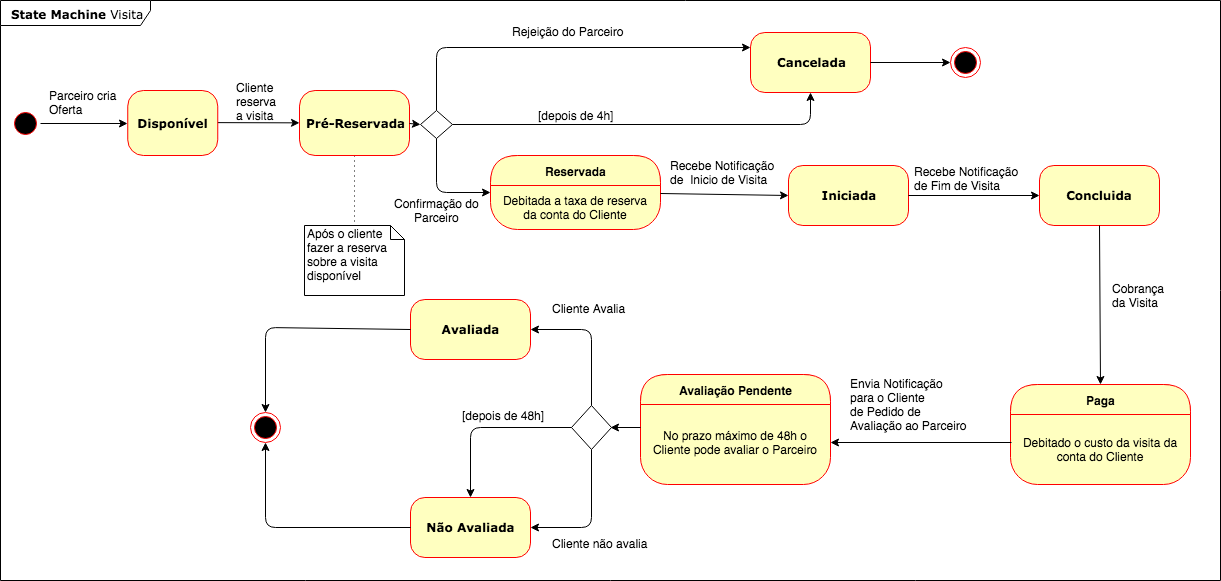 State Machine Visita
Rejeição do Parceiro
Cancelada
Parceiro cria
Oferta
Cliente
reserva
a visita
Disponível
Pré-Reservada
[depois de 4h]
Reservada
Debitada a taxa de reserva
da conta do Cliente
Recebe Notificação
de Inicio de Visita
Iniciada
Recebe Notificação
de Fim de Visita
Concluida
Confirmação do
Parceiro
Após o cliente
fazer a reserva
sobre a visita
disponível
Cobrança
da Visita
Avaliada
Cliente Avalia
Avaliação Pendente
No prazo máximo de 48h o
Cliente pode avaliar o Parceiro
Envia Notificação
para o Cliente
de Pedido de
Avaliação ao Parceiro
Paga
Debitado o custo da visita da
conta do Cliente
[depois de 48h]
Não Avaliada
Cliente não avalia